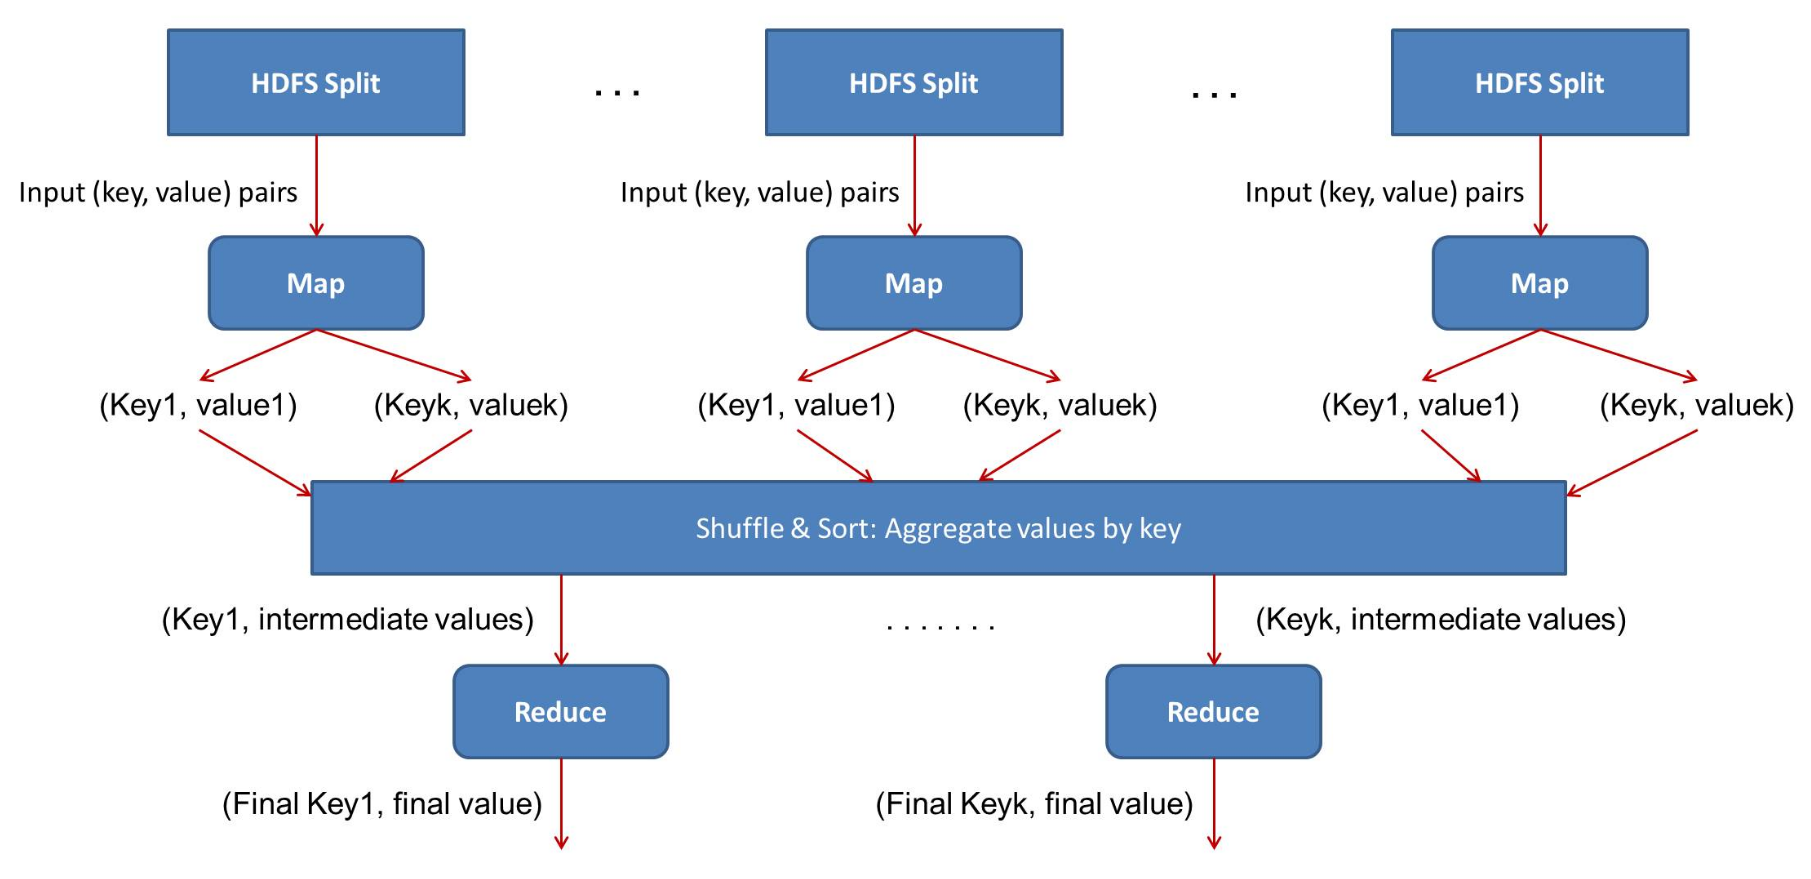 HDFS Split
. . .
HDFS Split
. . .
HDFS Split
Input (key, value) pairs
Input (key, value) pairs
Input (key, value) pairs
Map
Map
Map
(Key1, value1)
(Keyk, valuek)
(Key1, value1)
(Keyk, valuek)
(Key1, value1)
(Keyk, valuek)
Shuffle & Sort: Aggregate values by key
(Key1, intermediate values)
. . . . . . .
(Keyk, intermediate values)
Reduce
Reduce
(Final Key1, final value)
(Final Keyk, final value)